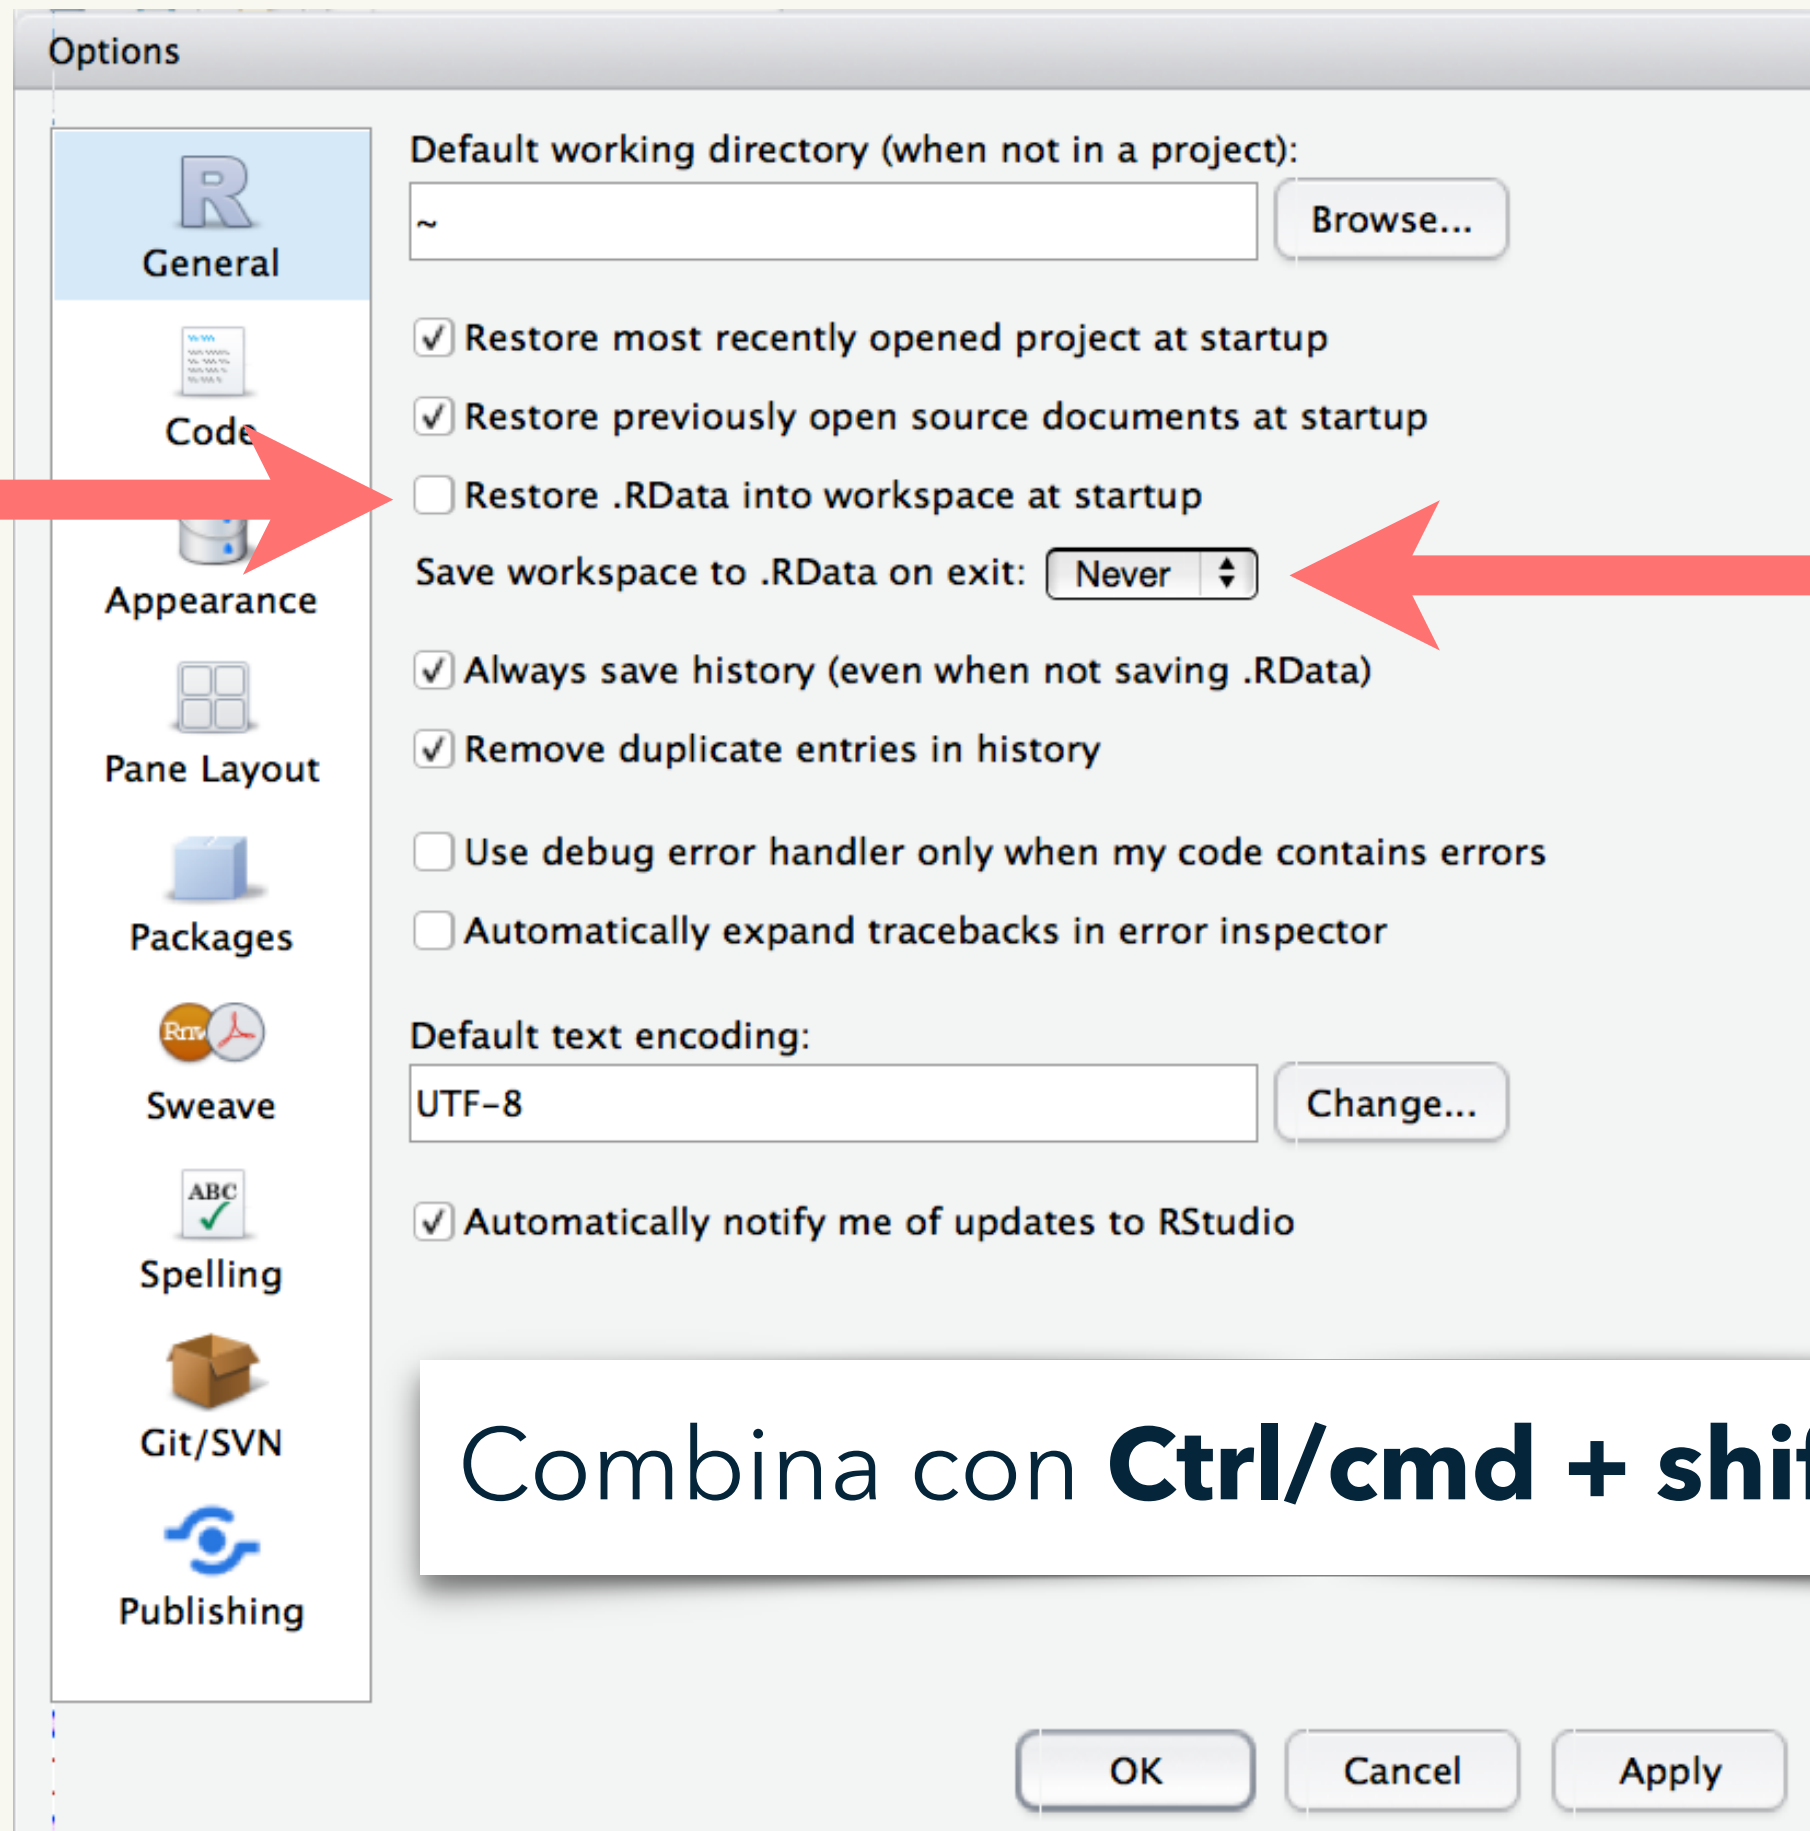 Options
General
Code
Appearance
Pane Layout
Packages
Rnw
Sweave
ABC
Spelling
Git/SVN
Publishing
Default working directory (when not in a project):
~
Browse...
Restore most recently opened project at startup
Restore previously open source documents at startup
Restore .RData into workspace at startup
Save workspace to .RData on exit: Never
Always save history (even when not saving .RData)
Remove duplicate entries in history
Use debug error handler only when my code contains errors
Automatically expand tracebacks in error inspector
Default text encoding:
UTF-8
Change...
Automatically notify me of updates to RStudio
Combina con Ctrl/cmd +
OK
Cancel
Apply